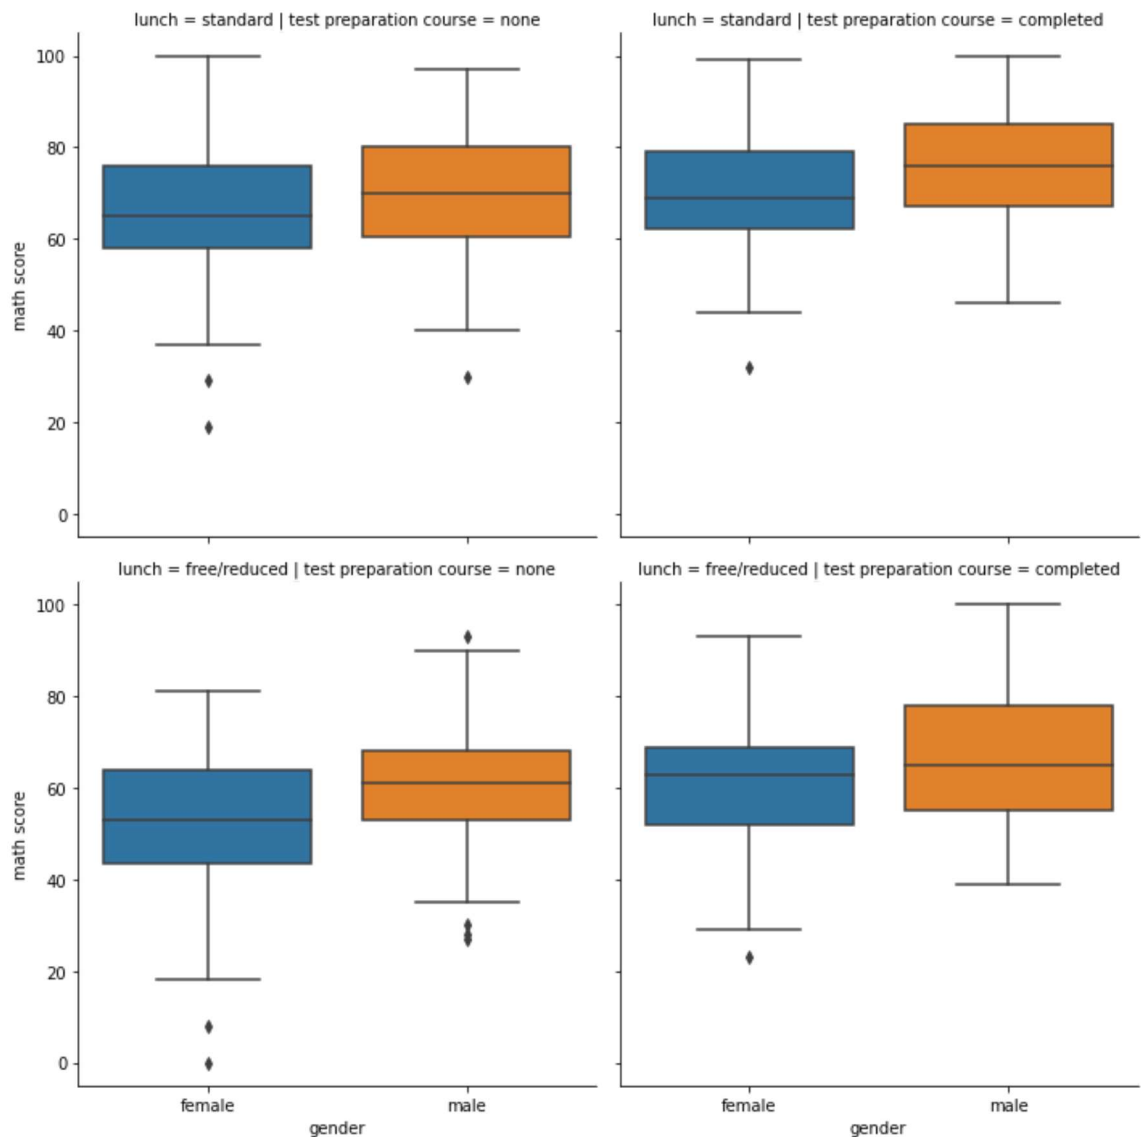 lunch = standard | test preparation course = none
lunch = standard | test preparation course = completed
100
80
60
40
20
0
math score
lunch = free/reduced | test preparation course = none
lunch = free/reduced | test preparation course = completed
100
80
60
40
20
0
math score
female
male
gender
female
male
gender